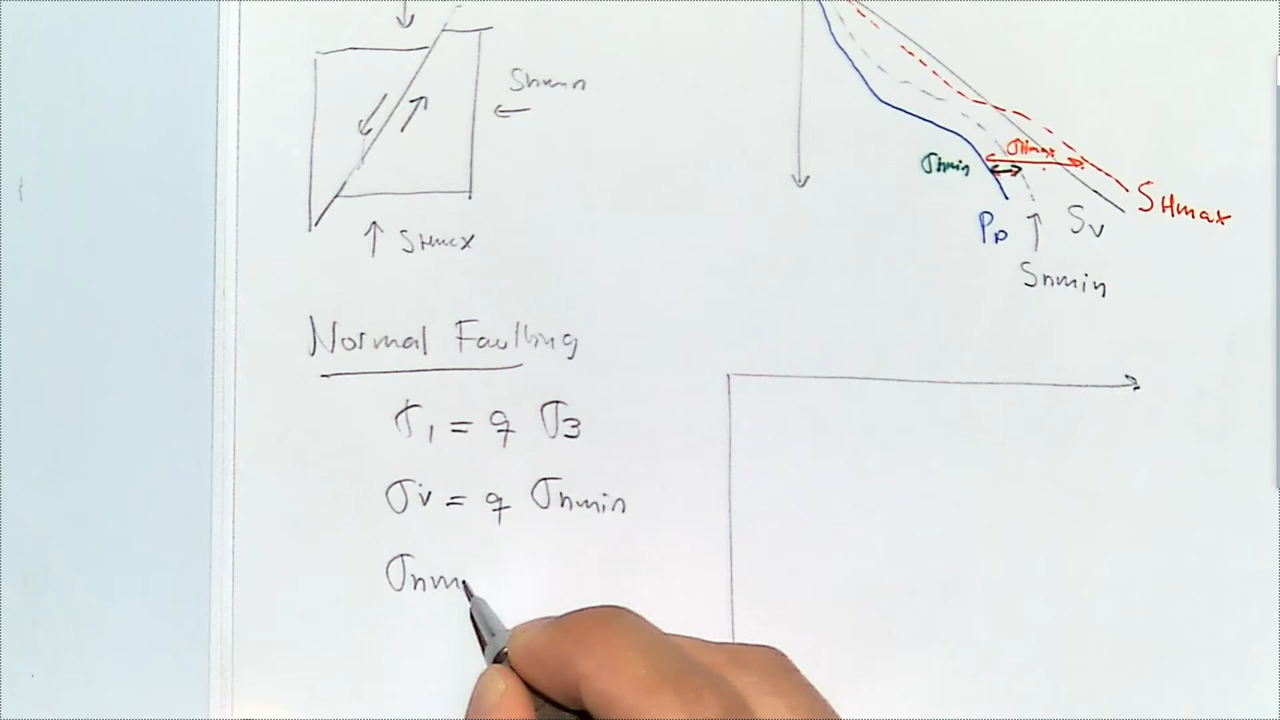 Shmin
SHmax
σHmax
σhmin
SHmax
Pp
Sv
Shmin
Normal Faulting
σ1 = q σ3
σv = q σhmin
σhm